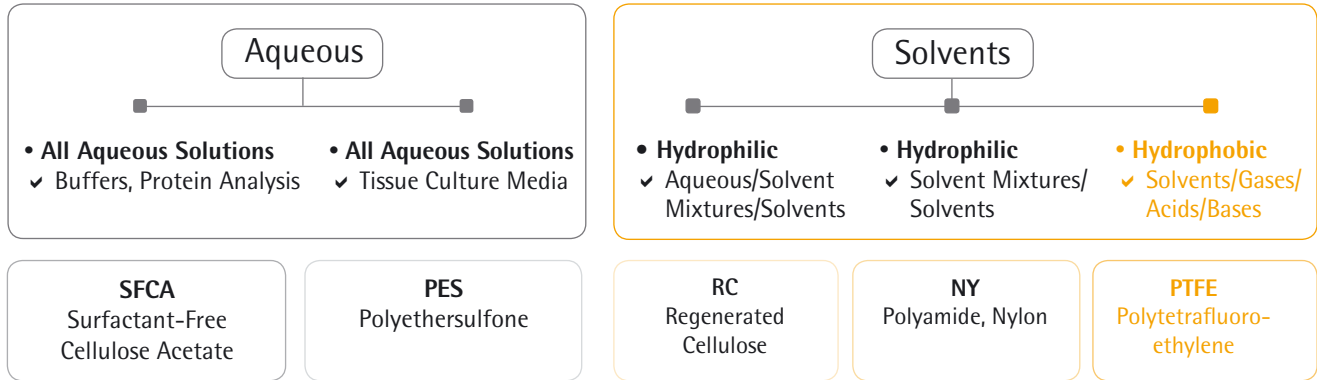 Aqueous
• All Aqueous Solutions
✓ Buffers, Protein Analysis
• All Aqueous Solutions
✓ Tissue Culture Media
SFCA
Surfactant-Free
Cellulose Acetate
PES
Polyethersulfone
Solvents
• Hydrophilic
✓ Aqueous/Solvent
Mixtures/Solvents
• Hydrophilic
✓ Solvent Mixtures/
Solvents
• Hydrophobic
✓ Solvents/Gases/
Acids/Bases
RC
Regenerated
Cellulose
NY
Polyamide, Nylon
PTFE
Polytetrafluoro-
ethylene